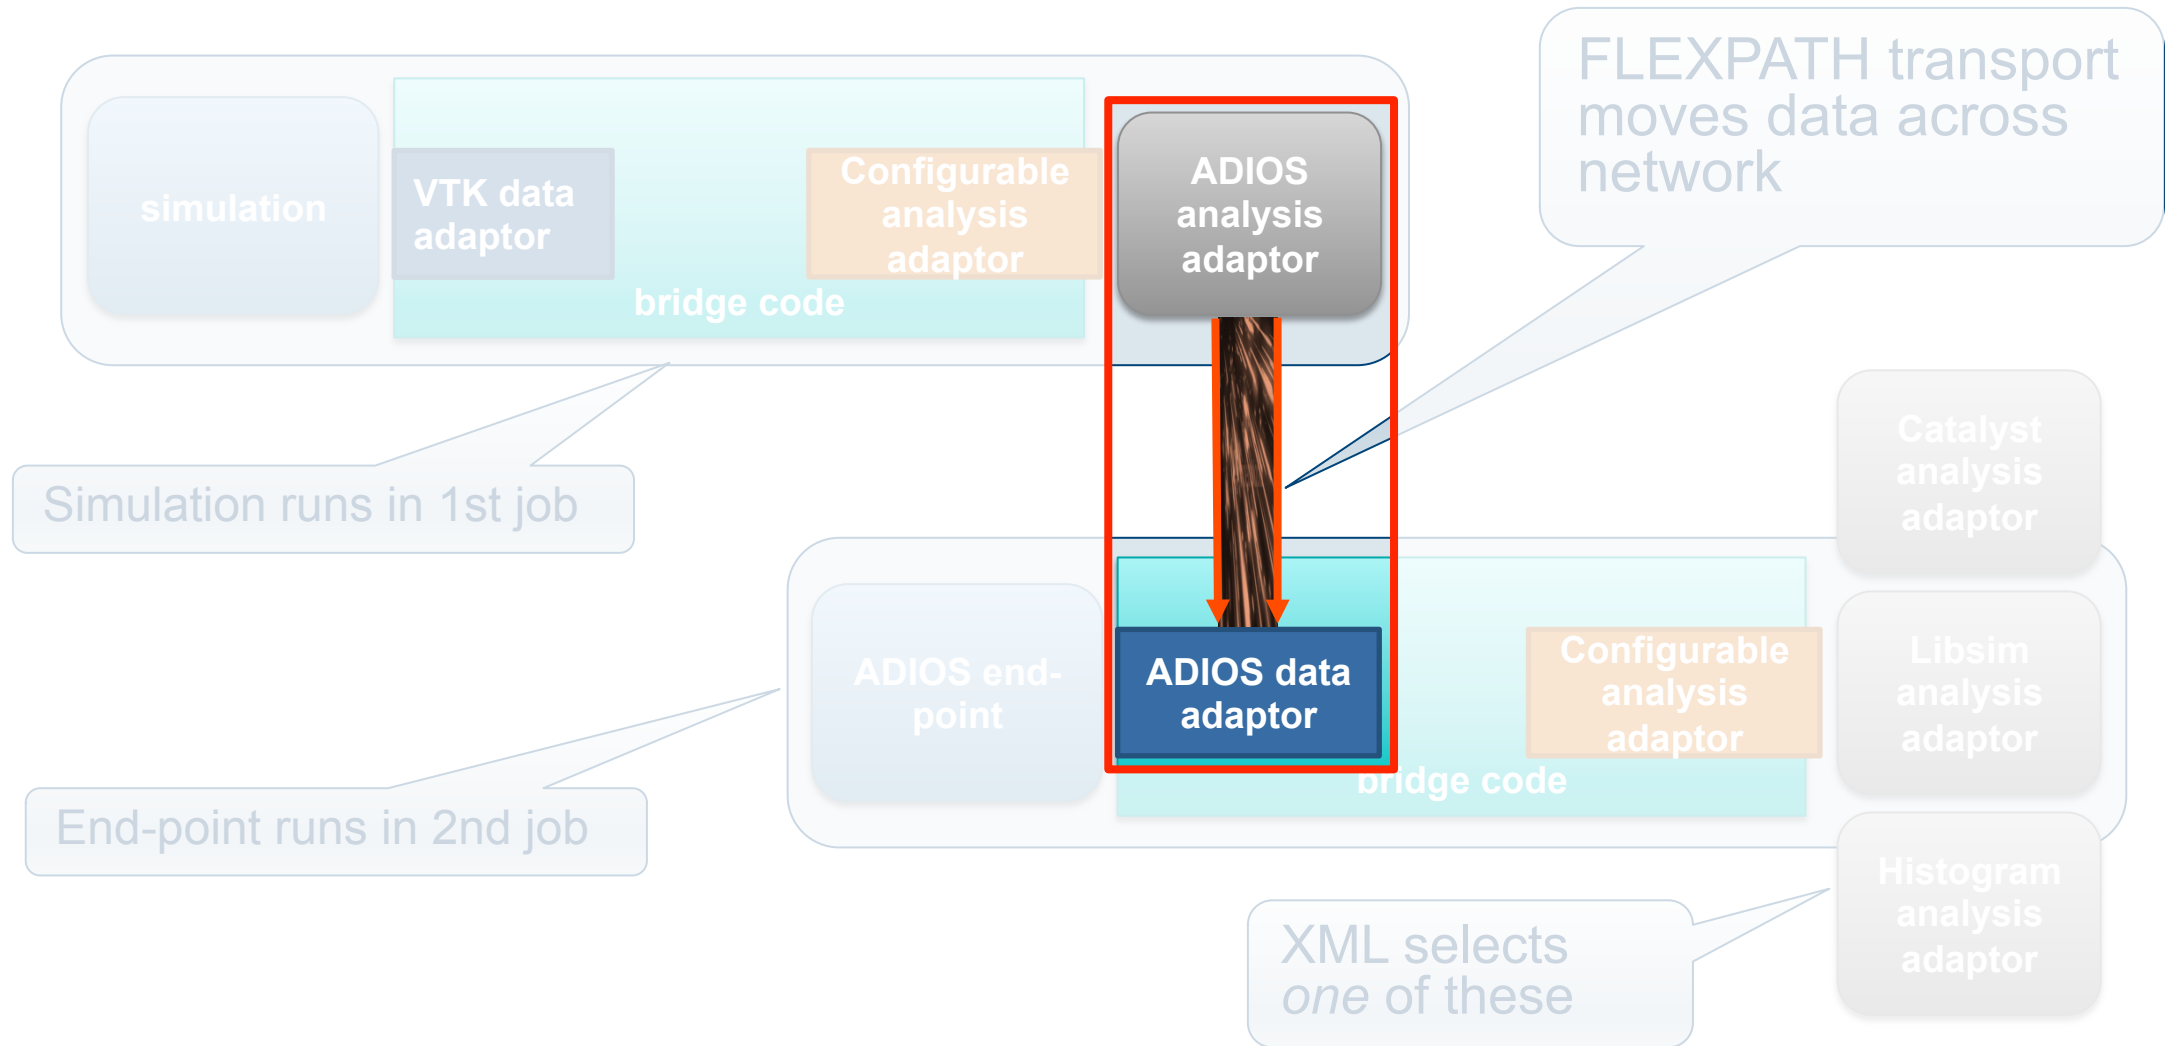 FLEXPATH transport
moves data across
network
simulation
VTK data
adaptor
Configurable
analysis
adaptor
bridge code
ADIOS
analysis
adaptor
Simulation runs in 1st job
Catalyst
analysis
adaptor
ADIOS end-
point
ADIOS data
adaptor
Configurable
analysis
adaptor
bridge code
Libsim
analysis
adaptor
End-point runs in 2nd job
Histogram
analysis
adaptor
XML selects
one of these